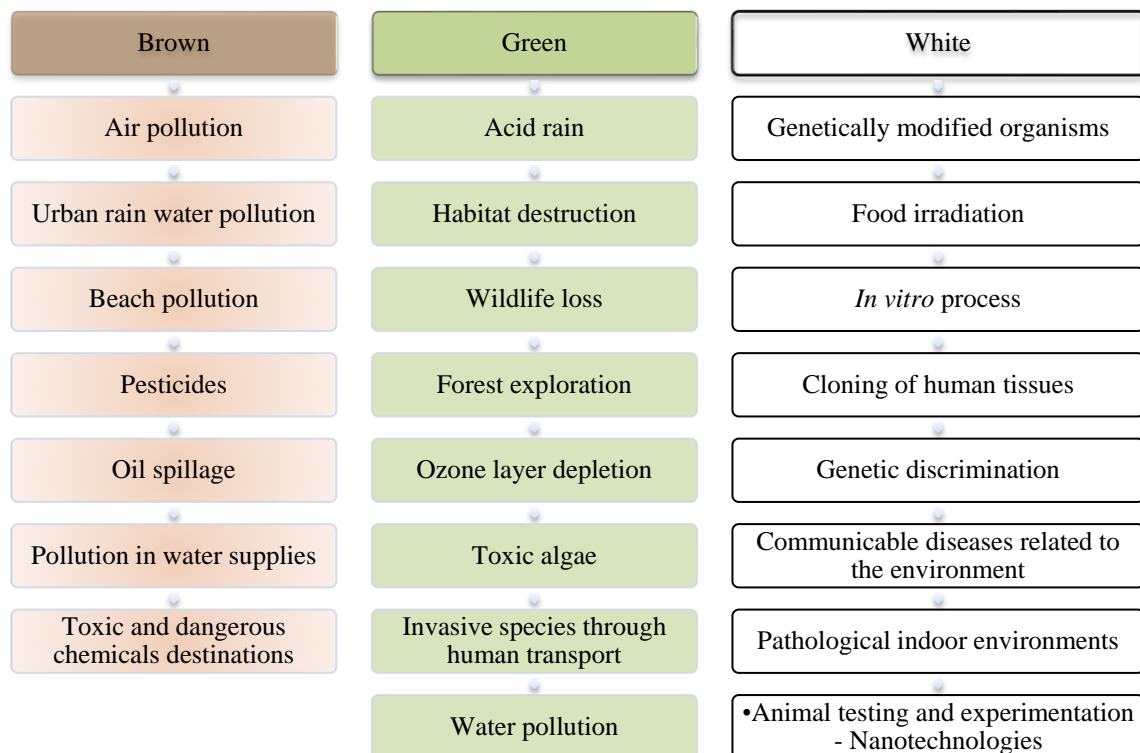 Brown
Air pollution
Urban rain water pollution
Beach pollution
Pesticides
Oil spillage
Pollution in water supplies
Toxic and dangerous
chemicals destinations
Green
Acid rain
Habitat destruction
Wildlife loss
Forest exploration
Ozone layer depletion
Toxic algae
Invasive species through
human transport
Water pollution
White
Genetically modified organisms
Food irradiation
In vitro process
Cloning of human tissues
Genetic discrimination
Communicable diseases related to
the environment
Pathological indoor environments
•Animal testing and experimentation
- Nanotechnologies